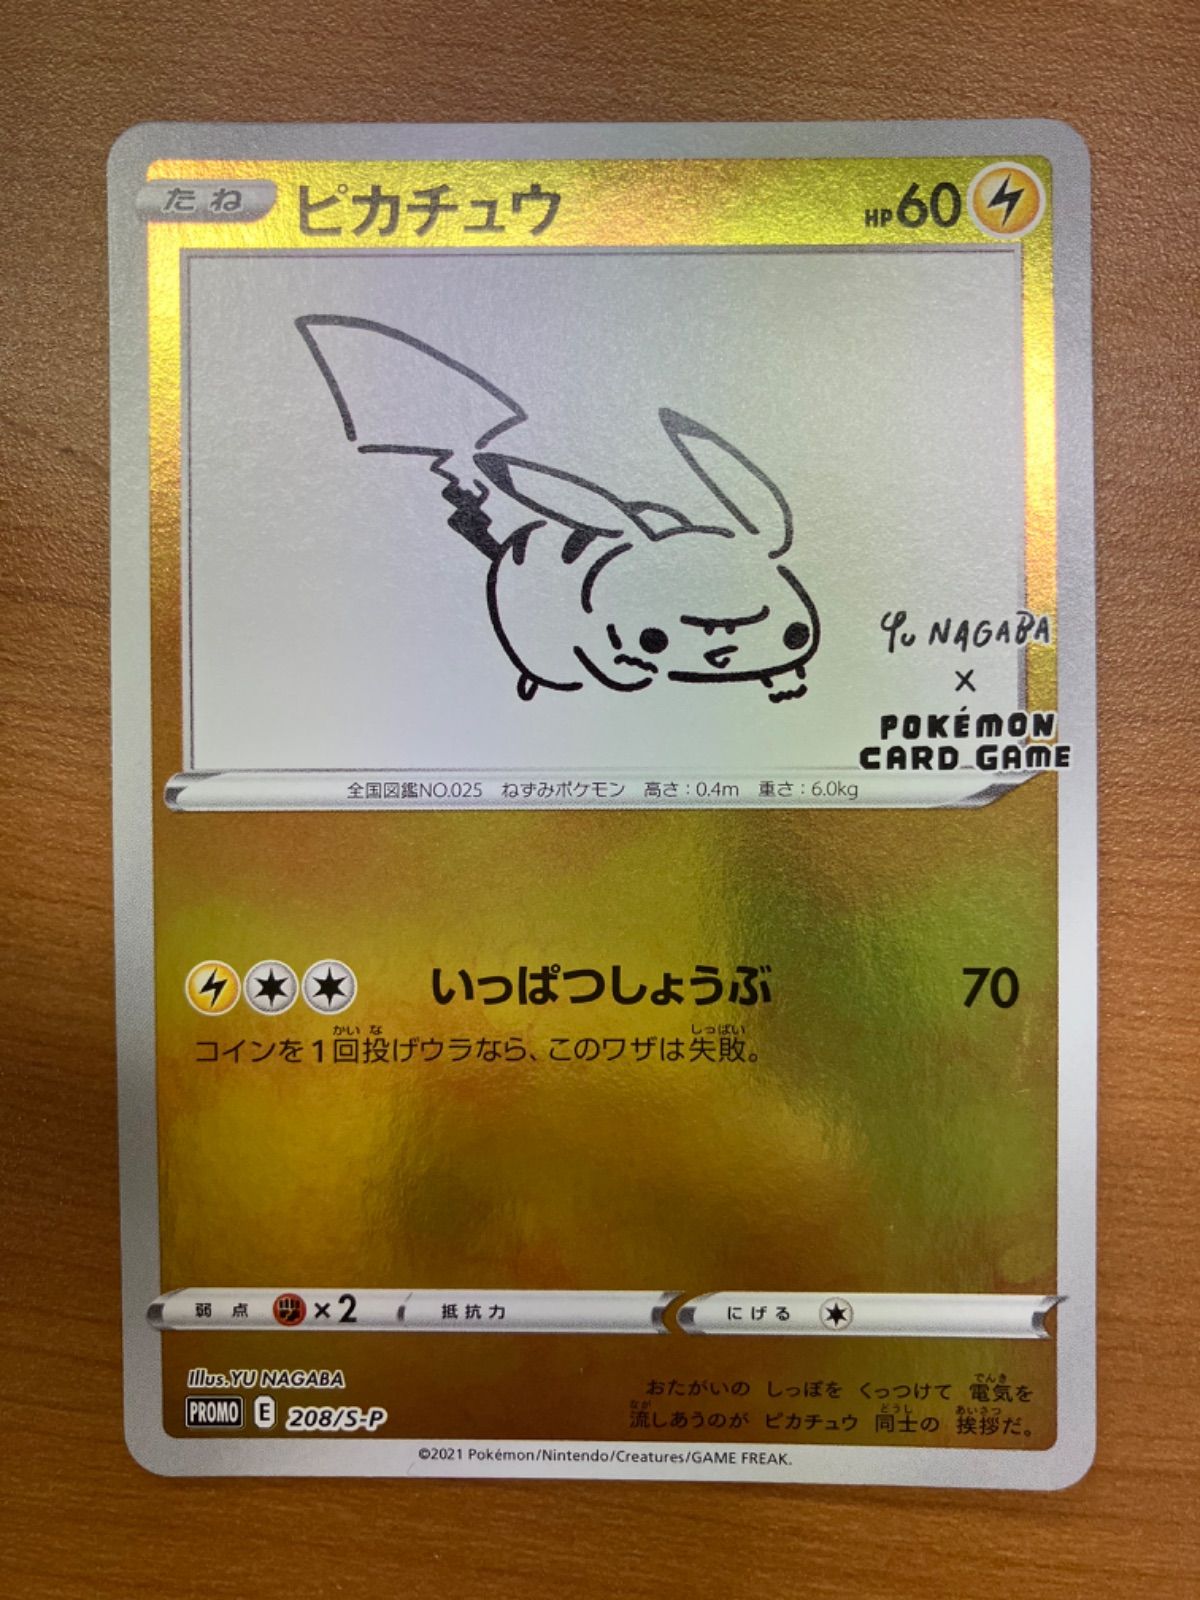 たね ピカチュウ HP60
Yu NAGABA
×
POKÉMON
CARD GAME
全国図鑑NO.025 ねずみポケモン 高さ:0.4m 重さ:6.0kg
いっぱつしょうぶ 70
コインを1回投げウラなら、このワザは失敗。
弱点 ×2 抵抗力 にげる
Illus.YU NAGABA
PROMO E 208/S-P
おたがいの しっぽを くっつけて 電気を
流しあうのが ピカチュウ 同士の 挨拶だ。
©2021 Pokémon/Nintendo/Creatures/GAME FREAK.